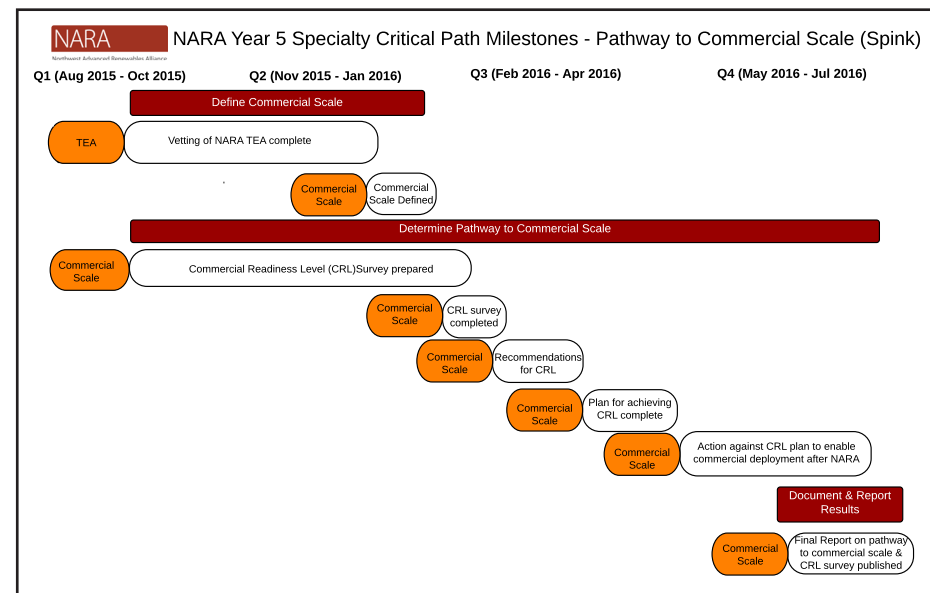 NARA
Northwest Advanced Renewables Alliance
NARA Year 5 Specialty Critical Path Milestones - Pathway to Commercial Scale (Spink)
Q1 (Aug 2015 - Oct 2015)
Q2 (Nov 2015 - Jan 2016)
Q3 (Feb 2016 - Apr 2016)
Q4 (May 2016 - Jul 2016)
Define Commercial Scale
TEA
Vetting of NARA TEA complete
Commercial
Scale
Commercial
Scale Defined
Determine Pathway to Commercial Scale
Commercial
Scale
Commercial Readiness Level (CRL)Survey prepared
Commercial
Scale
CRL survey
completed
Commercial
Scale
Recommendations
for CRL
Commercial
Scale
Plan for achieving
CRL complete
Commercial
Scale
Action against CRL plan to enable
commercial deployment after NARA
Document & Report
Results
Commercial
Scale
Final Report on pathway
to commercial scale &
CRL survey published